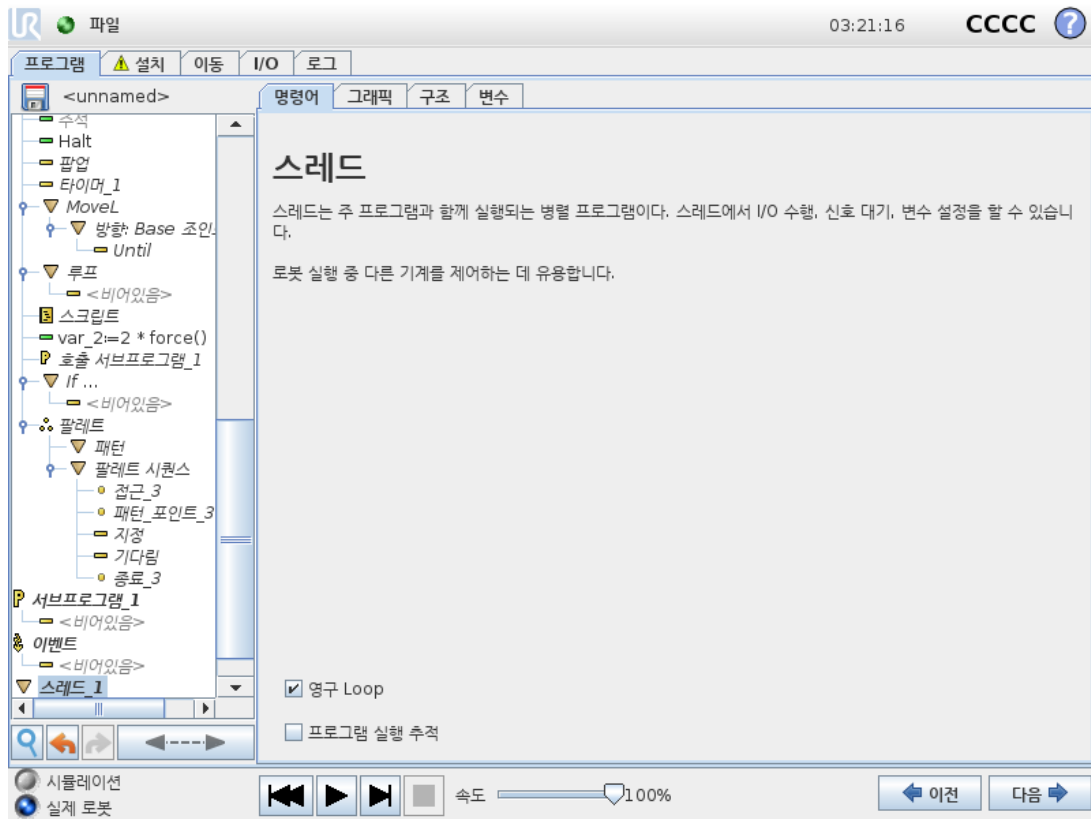 UR 파일 03:21:16 CCCC ?
프로그램 설치 이동 I/O 로그
<unnamed>
명령어 그래픽 구조 변수
주석
Halt
팝업
타이머_1
MoveL
방향: Base 조인
Until
루프
<비어있음>
스크립트
var_2:=2 * force()
호출 서브프로그램_1
If ...
<비어있음>
팔레트
패턴
팔레트 시퀀스
접근_3
패턴_포인트_3
지정
기다림
종료_3
서브프로그램_1
<비어있음>
이벤트
<비어있음>
스레드_1
스레드
스레드는 주 프로그램과 함께 실행되는 병렬 프로그램이다. 스레드에서 I/O 수행, 신호 대기, 변수 설정을 할 수 있습니
다.
로봇 실행 중 다른 기계를 제어하는 데 유용합니다.
영구 Loop
프로그램 실행 추적
시뮬레이션
실제 로봇
속도 100%
이전 다음